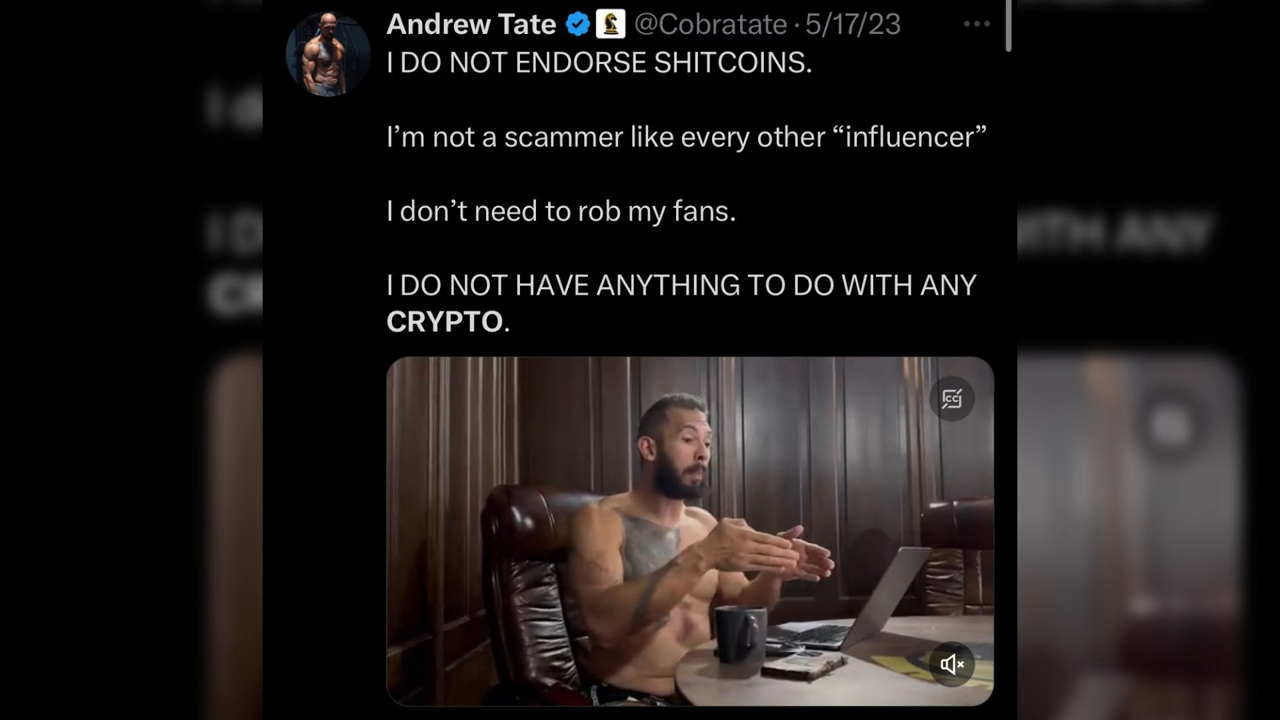 Andrew Tate @Cobratate · 5/17/23
I DO NOT ENDORSE SHITCOINS.
I’m not a scammer like every other “influencer”
I don’t need to rob my fans.
I DO NOT HAVE ANYTHING TO DO WITH ANY
CRYPTO.
CC